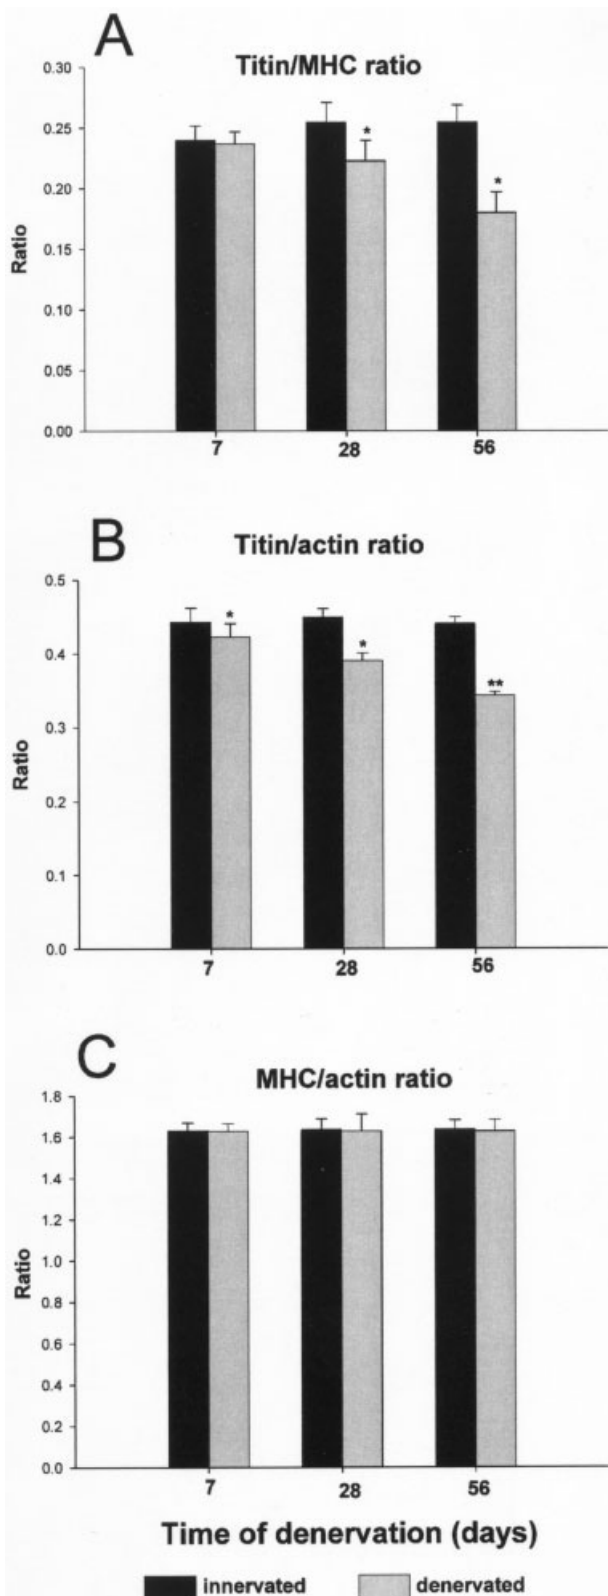 A
Titin/MHC ratio
0.30
0.25
0.20
0.15
0.10
0.05
0.00
Ratio
*
*
7 28 56
B
Titin/actin ratio
0.5
0.4
0.3
0.2
0.1
0.0
Ratio
*
*
**
7 28 56
C
MHC/actin ratio
1.8
1.6
1.4
1.2
1.0
0.8
0.6
0.4
0.2
0.0
Ratio
7 28 56
Time of denervation (days)
innervated denervated